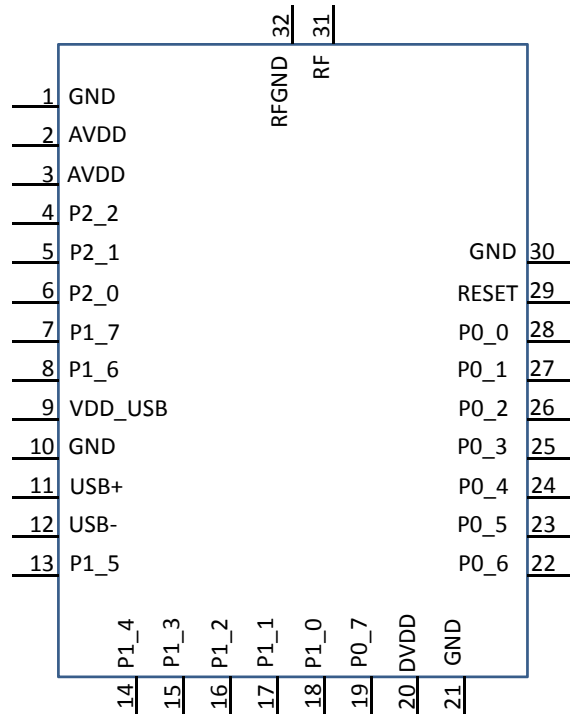 32
31
RFGND
RF
1 GND
2 AVDD
3 AVDD
4 P2_2
5 P2_1
GND 30
6 P2_0
RESET 29
7 P1_7
P0_0 28
8 P1_6
P0_1 27
9 VDD_USB
P0_2 26
10 GND
P0_3 25
11 USB+
P0_4 24
12 USB-
P0_5 23
13 P1_5
P0_6 22
P1_4
P1_3
P1_2
P1_1
P1_0
P0_7
DVDD
GND
14
15
16
17
18
19
20
21